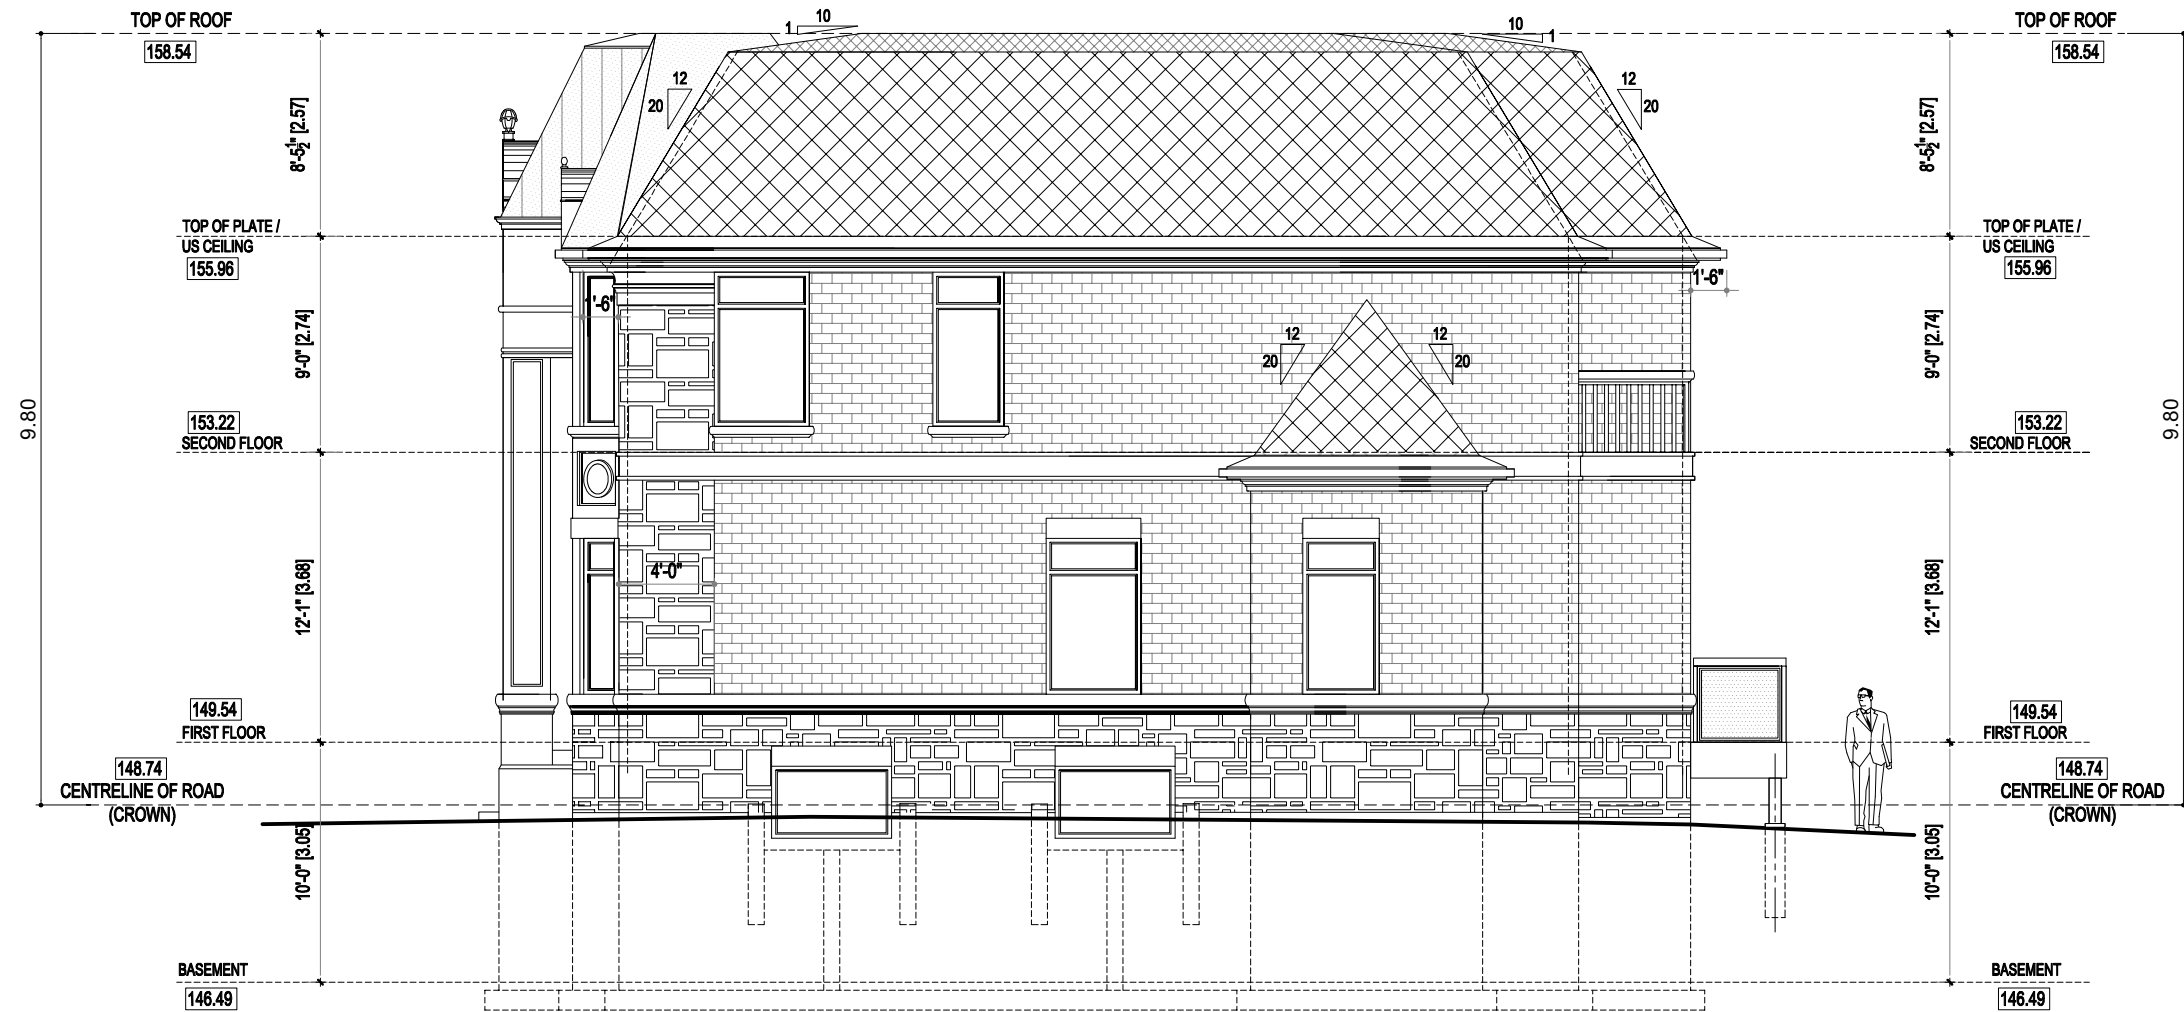 TOP OF ROOF
158.54
10
1
10
1
TOP OF ROOF
158.54
12
20
12
20
8'-5½" [2.57]
8'-5½" [2.57]
TOP OF PLATE /
US CEILING
155.96
TOP OF PLATE /
US CEILING
155.96
1'-6"
1'-6"
9'-0" [2.74]
12
20
12
20
9'-0" [2.74]
9.80
9.80
153.22
SECOND FLOOR
153.22
SECOND FLOOR
12'-1" [3.68]
4'-0"
12'-1" [3.68]
149.54
FIRST FLOOR
149.54
FIRST FLOOR
148.74
CENTRELINE OF ROAD
(CROWN)
148.74
CENTRELINE OF ROAD
(CROWN)
10'-0" [3.05]
10'-0" [3.05]
BASEMENT
146.49
BASEMENT
146.49